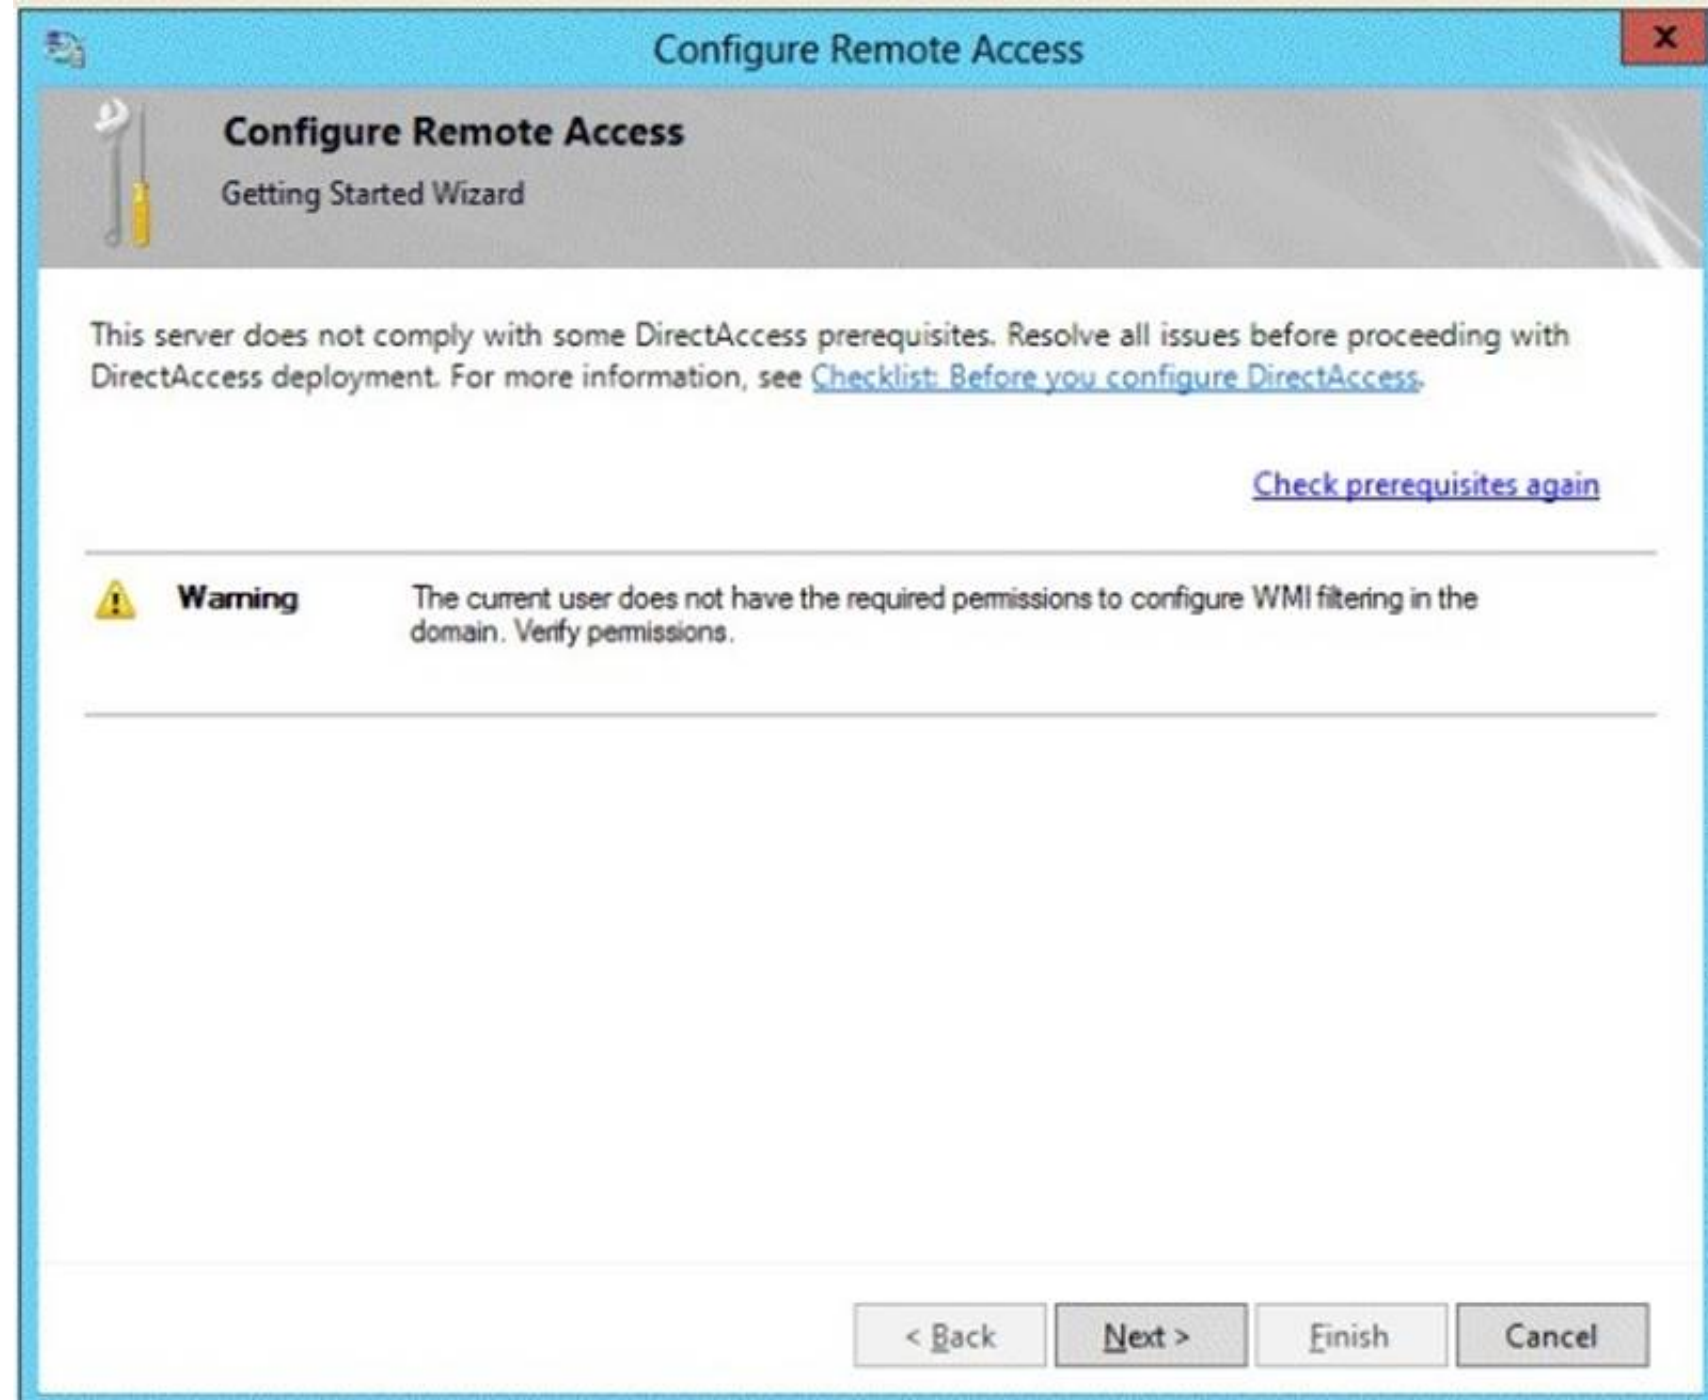 Configure Remote Access
x
Configure Remote Access
Getting Started Wizard
This server does not comply with some DirectAccess prerequisites. Resolve all issues before proceeding with
DirectAccess deployment. For more information, see Checklist: Before you configure DirectAccess.
Check prerequisites again
Warning The current user does not have the required permissions to configure WMI filtering in the
domain. Verify permissions.
< Back Next > Finish Cancel